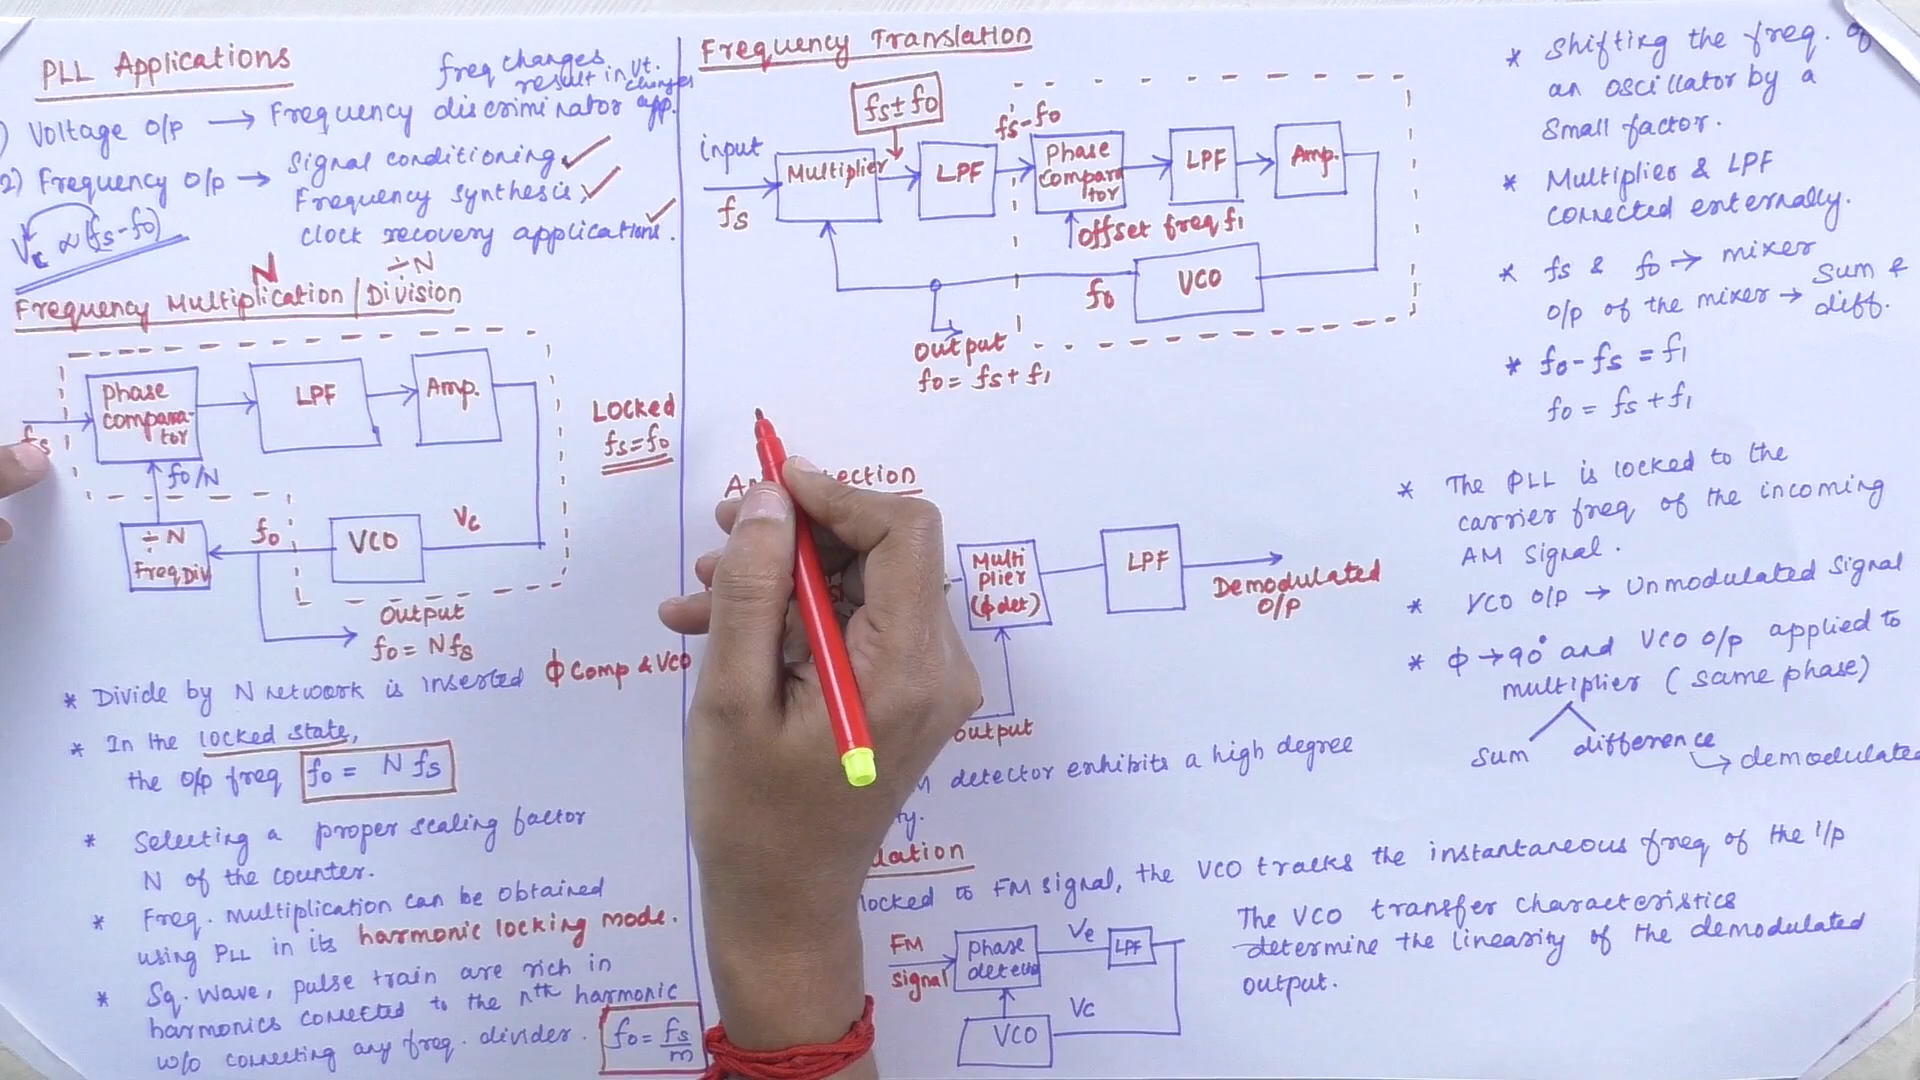 PLL Applications
freq changes
result in Vt.
changes
1) Voltage O/P → Frequency discriminator app.
2) Frequency O/P → Signal conditioning
Frequency synthesis,
clock recovery applications.
Vc ∝ (fs-fo)
N ÷N
Frequency Multiplication / Division
Phase
compara-
tor
LPF
Amp.
fs
fo/N
÷N
Freq Div
fo
VCO
Vc
Locked
fs=fo
Output
fo = Nfs
* Divide by N network is inserted ϕ Comp & VCO
* In the locked state,
the O/P freq fo = N fs
* Selecting a proper scaling factor
N of the counter.
* Freq. multiplication can be obtained
using PLL in its harmonic locking mode.
* Sq. wave, pulse train are rich in
harmonics connected to the nth harmonic
w/o connecting any freq. divider. fo = fs/m
Frequency Translation
fs ± fo
input
fs
Multiplier
LPF
fs-fo
Phase
compara
tor
LPF
Amp.
offset freq f1
fo
VCO
output
fo = fs + f1
* Shifting the freq. of
an oscillator by a
small factor.
* Multiplier & LPF
connected enternally.
* fs & fo → mixer
O/P of the mixer → sum &
diff.
* fo - fs = f1
fo = fs + f1
Multi
plier
(ϕ det)
LPF
Demodulated
O/P
output
* The PLL is locked to the
carrier freq of the incoming
AM signal.
* VCO O/P → Unmodulated signal
* ϕ → 90° and VCO O/P applied to
multiplier (same phase)
sum difference
→ demodulated
detector exhibits a high degree
locked to FM signal, the VCO tracks the instantaneous freq of the i/p
FM
signal
phase
Ve
LPF
Vc
VCO
The VCO transfer characteristics
determine the linearity of the demodulated
output.